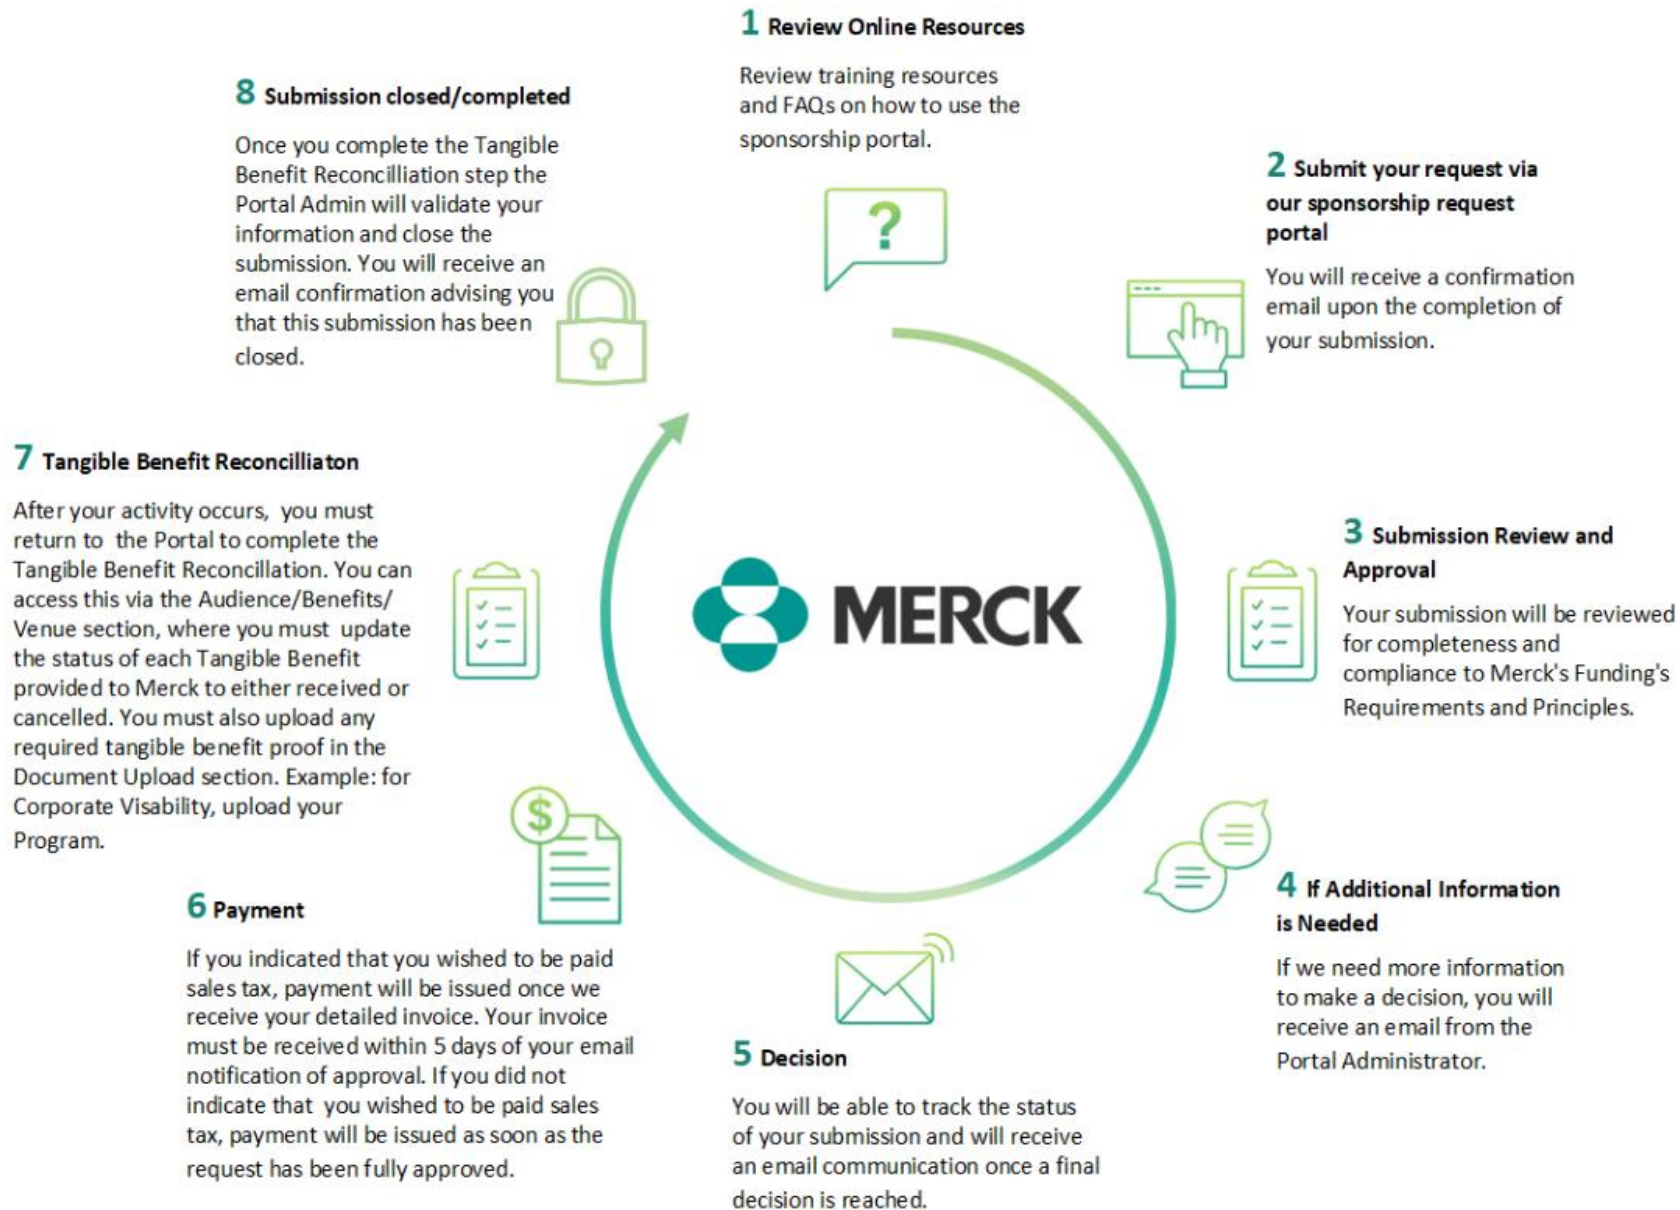 1 Review Online Resources
Review training resources
and FAQs on how to use the
sponsorship portal.
?
2 Submit your request via
our sponsorship request
portal
You will receive a confirmation
email upon the completion of
your submission.
3 Submission Review and
Approval
Your submission will be reviewed
for completeness and
compliance to Merck's Funding's
Requirements and Principles.
4 If Additional Information
is Needed
If we need more information
to make a decision, you will
receive an email from the
Portal Administrator.
5 Decision
You will be able to track the status
of your submission and will receive
an email communication once a final
decision is reached.
6 Payment
If you indicated that you wished to be paid
sales tax, payment will be issued once we
receive your detailed invoice. Your invoice
must be received within 5 days of your email
notification of approval. If you did not
indicate that you wished to be paid sales
tax, payment will be issued as soon as the
request has been fully approved.
$
7 Tangible Benefit Reconcilliaton
After your activity occurs, you must
return to the Portal to complete the
Tangible Benefit Reconcillation. You can
access this via the Audience/Benefits/
Venue section, where you must update
the status of each Tangible Benefit
provided to Merck to either received or
cancelled. You must also upload any
required tangible benefit proof in the
Document Upload section. Example: for
Corporate Visability, upload your
Program.
8 Submission closed/completed
Once you complete the Tangible
Benefit Reconcilliation step the
Portal Admin will validate your
information and close the
submission. You will receive an
email confirmation advising you
that this submission has been
closed.
MERCK